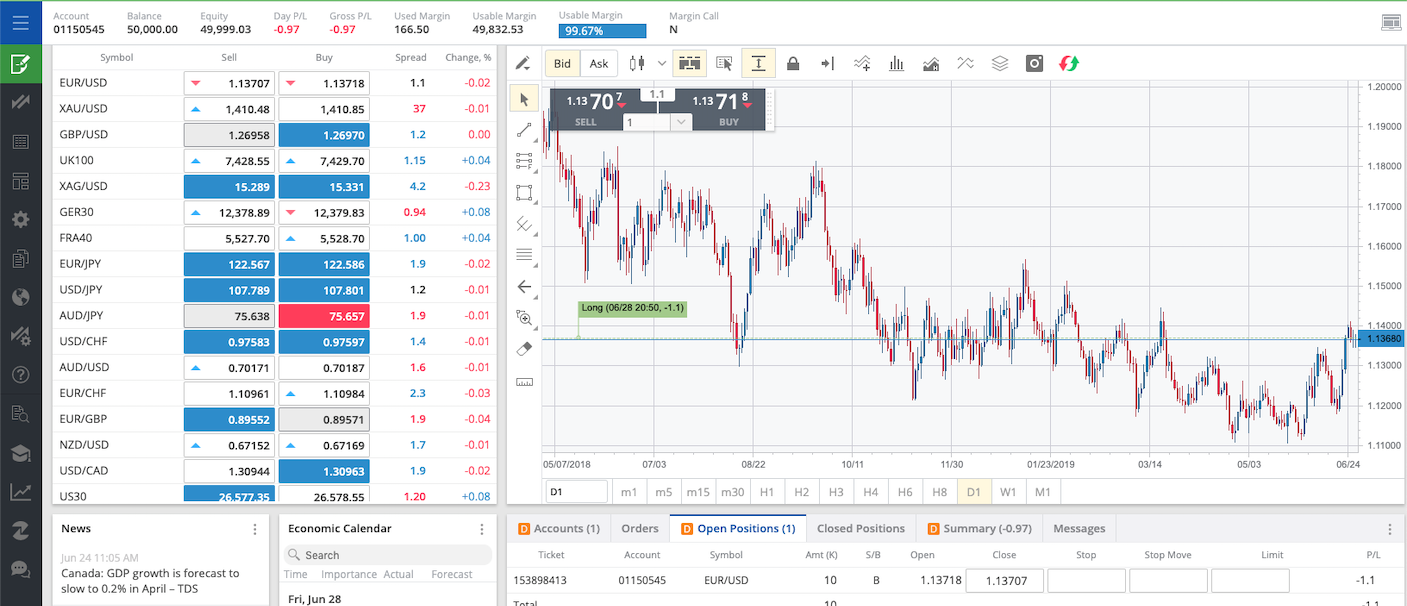 Account Balance Equity Day P/L Gross P/L Used Margin Usable Margin Usable Margin Margin Call
01150545 50,000.00 49,999.03 -0.97 -0.97 166.50 49,832.53 99.67% N
Symbol Sell Buy Spread Change, %
EUR/USD 1.13707 1.13718 1.1 -0.02
XAU/USD 1,410.48 1,410.85 37 -0.01
GBP/USD 1.26958 1.26970 1.2 0.00
UK100 7,428.55 7,429.70 1.15 +0.04
XAG/USD 15.289 15.331 4.2 -0.23
GER30 12,378.89 12,379.83 0.94 +0.08
FRA40 5,527.70 5,528.70 1.00 +0.04
EUR/JPY 122.567 122.586 1.9 -0.02
USD/JPY 107.789 107.801 1.2 -0.01
AUD/JPY 75.638 75.657 1.9 -0.01
USD/CHF 0.97583 0.97597 1.4 -0.01
AUD/USD 0.70171 0.70187 1.6 -0.01
EUR/CHF 1.10961 1.10984 2.3 -0.03
EUR/GBP 0.89552 0.89571 1.9 -0.04
NZD/USD 0.67152 0.67169 1.7 -0.01
USD/CAD 1.30944 1.30963 1.9 -0.02
US30 26,577.35 26,578.55 1.20 +0.08
Bid Ask
1.13 70 7 1.1 1.13 71 8
SELL 1 BUY
1.20000
1.19000
1.18000
1.17000
1.16000
1.15000
Long (06/28 20:50, -1.1)
1.14000
1.13680
1.13000
1.12000
1.11000
05/07/2018 07/03 08/22 10/11 11/30 01/23/2019 03/14 05/03 06/24
D1 m1 m5 m15 m30 H1 H2 H3 H4 H6 H8 D1 W1 M1
News
Jun 24 11:05 AM
Canada: GDP growth is forecast to
slow to 0.2% in April – TDS
Economic Calendar
Search
Time Importance Actual Forecast
Fri, Jun 28
D Accounts (1) Orders D Open Positions (1) Closed Positions D Summary (-0.97) Messages
Ticket Account Symbol Amt (K) S/B Open Close Stop Stop Move Limit P/L
153898413 01150545 EUR/USD 10 B 1.13718 1.13707 -1.1
Total 10 -1.1